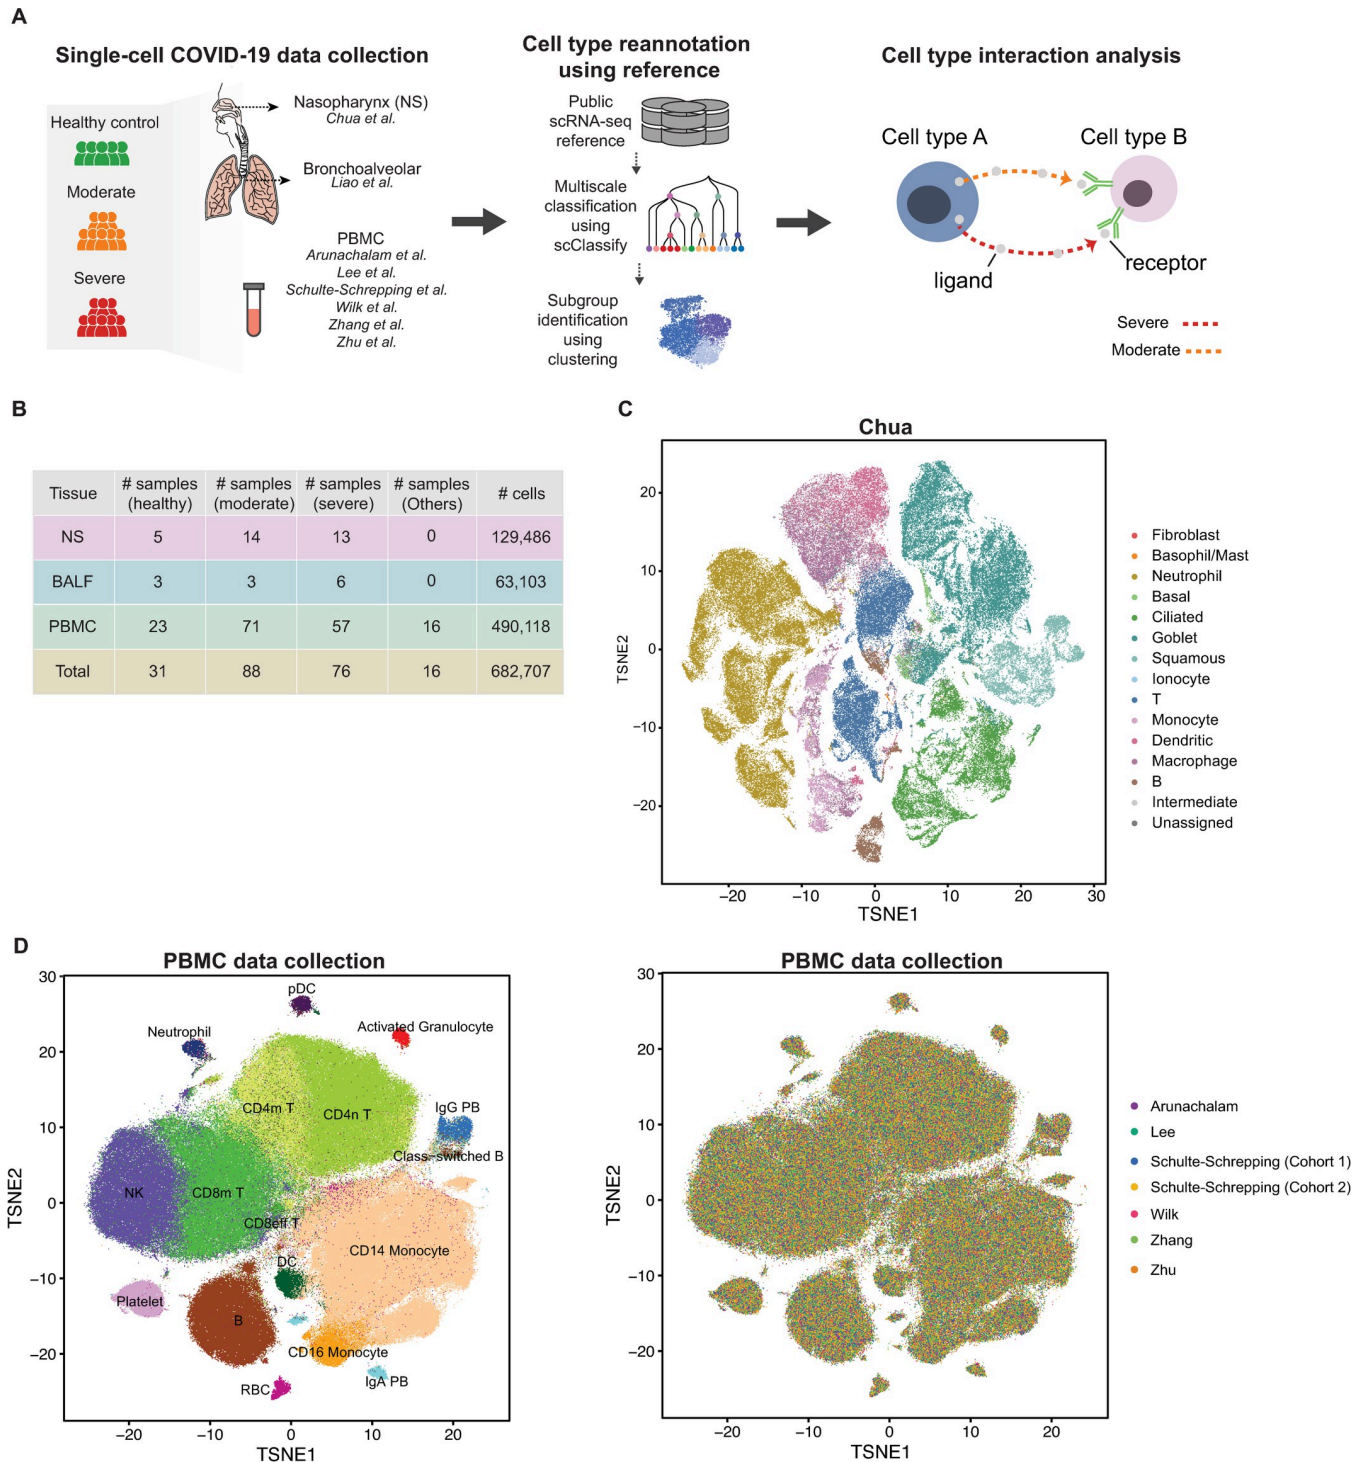 A
Single-cell COVID-19 data collection
Healthy control
Moderate
Severe
Nasopharynx (NS)
Chua et al.
Bronchoalveolar
Liao et al.
PBMC
Arunachalam et al.
Lee et al.
Schulte-Schrepping et al.
Wilk et al.
Zhang et al.
Zhu et al.
Cell type reannotation
using reference
Public
scRNA-seq
reference
Multiscale
classification
using
scClassify
Subgroup
identification
using
clustering
Cell type interaction analysis
Cell type A
Cell type B
ligand
receptor
Severe
Moderate
B
Tissue # samples (healthy) # samples (moderate) # samples (severe) # samples (Others) # cells
NS 5 14 13 0 129,486
BALF 3 3 6 0 63,103
PBMC 23 71 57 16 490,118
Total 31 88 76 16 682,707
C
Chua
20
10
0
−10
−20
TSNE2
−20 −10 0 10 20 30
TSNE1
Fibroblast
Basophil/Mast
Neutrophil
Basal
Ciliated
Goblet
Squamous
Ionocyte
T
Monocyte
Dendritic
Macrophage
B
Intermediate
Unassigned
D
PBMC data collection
30
20
10
0
−10
−20
TSNE2
pDC
Neutrophil
Activated Granulocyte
CD4m T
CD4n T
IgG PB
Class−switched B
NK
CD8m T
CD8eff T
CD14 Monocyte
DC
Platelet
B
CD16 Monocyte
IgA PB
RBC
−20 −10 0 10 20
TSNE1
PBMC data collection
30
20
10
0
−10
−20
TSNE2
−20 −10 0 10 20
TSNE1
Arunachalam
Lee
Schulte-Schrepping (Cohort 1)
Schulte-Schrepping (Cohort 2)
Wilk
Zhang
Zhu